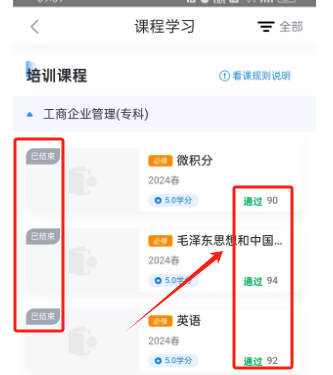 课程学习
全部
培训课程
看课规则说明
工商企业管理(专科)
已结束
必修 微积分
2024春
5.0学分
通过 90
已结束
必修 毛泽东思想和中国...
2024春
5.0学分
通过 94
已结束
必修 英语
2024春
5.0学分
通过 92